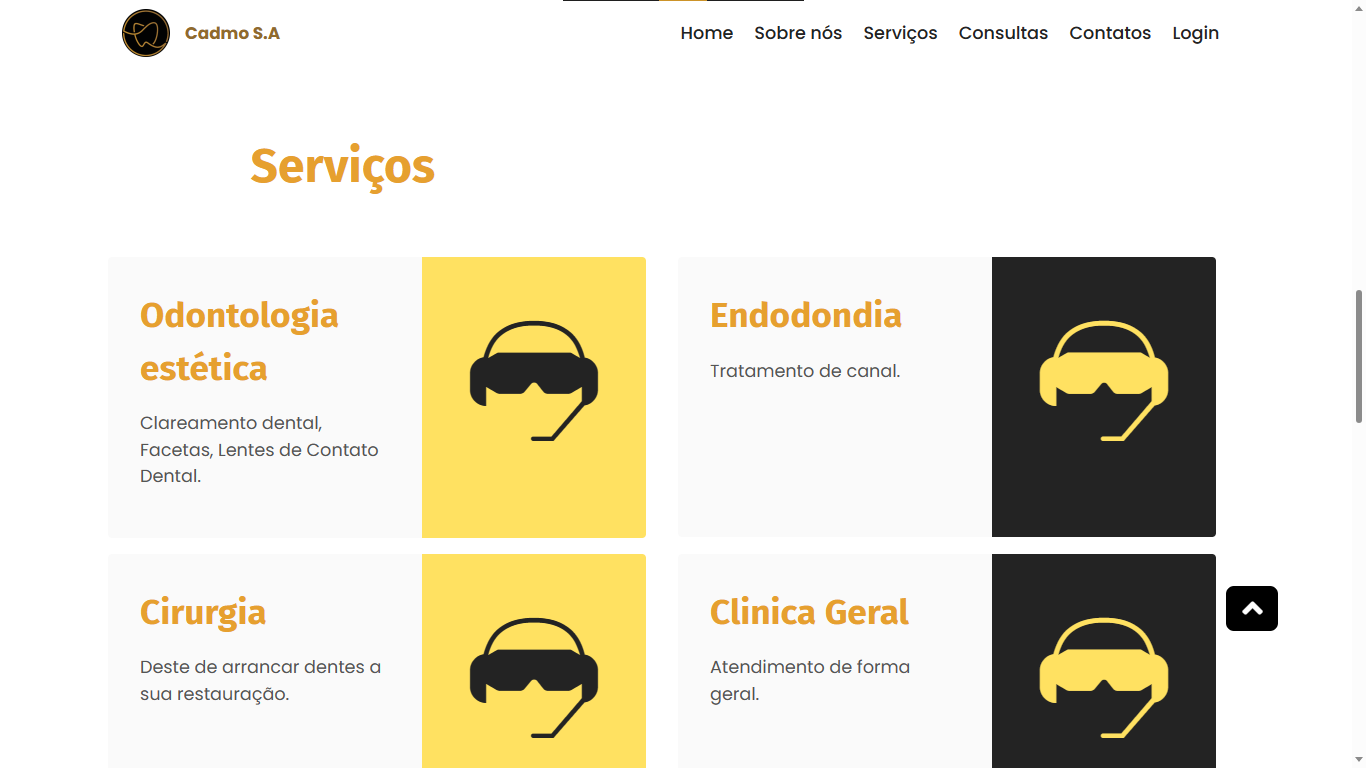 Cadmo S.A
Home Sobre nós Serviços Consultas Contatos Login
Serviços
Odontologia
estética
Clareamento dental,
Facetas, Lentes de Contato
Dental.
Endodondia
Tratamento de canal.
Cirurgia
Deste de arrancar dentes a
sua restauração.
Clinica Geral
Atendimento de forma
geral.